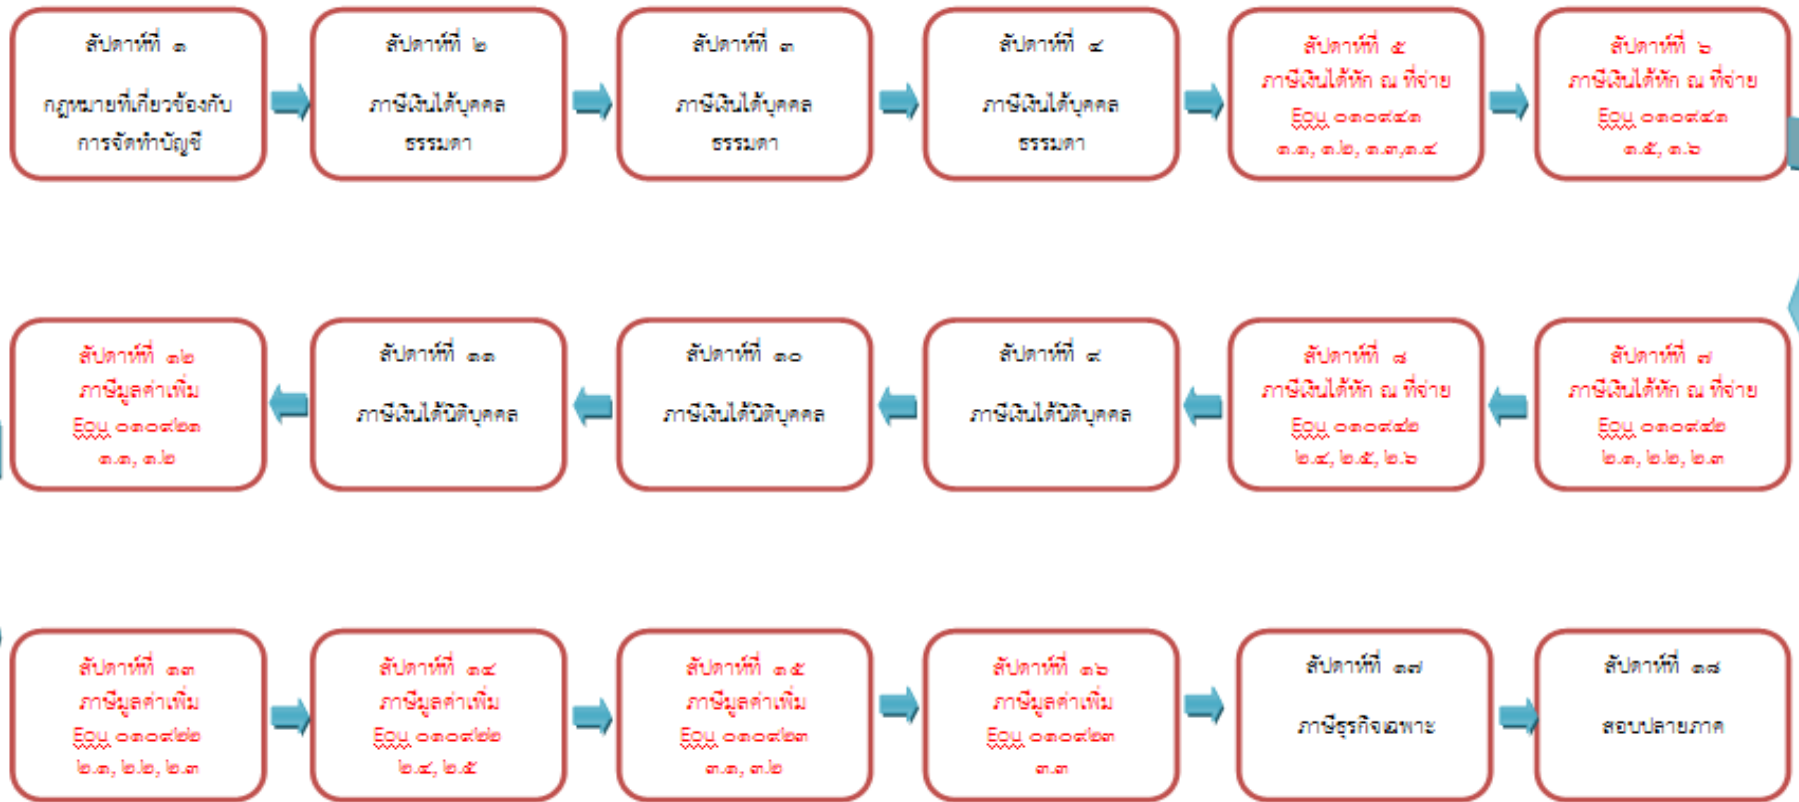 สัปดาห์ที่ ๑
กฎหมายที่เกี่ยวข้องกับ
การจัดทำบัญชี
สัปดาห์ที่ ๒
ภาษีเงินได้บุคคล
ธรรมดา
สัปดาห์ที่ ๓
ภาษีเงินได้บุคคล
ธรรมดา
สัปดาห์ที่ ๔
ภาษีเงินได้บุคคล
ธรรมดา
สัปดาห์ที่ ๕
ภาษีเงินได้หัก ณ ที่จ่าย
Eou ๐๑๐๙๔๑
๑.๑, ๑.๒, ๑.๓,๑.๔
สัปดาห์ที่ ๖
ภาษีเงินได้หัก ณ ที่จ่าย
Eou ๐๑๐๙๔๑
๑.๕, ๑.๖
สัปดาห์ที่ ๗
ภาษีเงินได้หัก ณ ที่จ่าย
Eou ๐๑๐๙๔๒
๒.๑, ๒.๒, ๒.๓
สัปดาห์ที่ ๘
ภาษีเงินได้หัก ณ ที่จ่าย
Eou ๐๑๐๙๔๒
๒.๔, ๒.๕, ๒.๖
สัปดาห์ที่ ๙
ภาษีเงินได้นิติบุคคล
สัปดาห์ที่ ๑๐
ภาษีเงินได้นิติบุคคล
สัปดาห์ที่ ๑๑
ภาษีเงินได้นิติบุคคล
สัปดาห์ที่ ๑๒
ภาษีมูลค่าเพิ่ม
Eou ๐๑๐๙๒๑
๑.๑, ๑.๒
สัปดาห์ที่ ๑๓
ภาษีมูลค่าเพิ่ม
Eou ๐๑๐๙๒๒
๒.๑, ๒.๒, ๒.๓
สัปดาห์ที่ ๑๔
ภาษีมูลค่าเพิ่ม
Eou ๐๑๐๙๒๒
๒.๔, ๒.๕
สัปดาห์ที่ ๑๕
ภาษีมูลค่าเพิ่ม
Eou ๐๑๐๙๒๓
๓.๑, ๓.๒
สัปดาห์ที่ ๑๖
ภาษีมูลค่าเพิ่ม
Eou ๐๑๐๙๒๓
๓.๓
สัปดาห์ที่ ๑๗
ภาษีธุรกิจเฉพาะ
สัปดาห์ที่ ๑๘
สอบปลายภาค